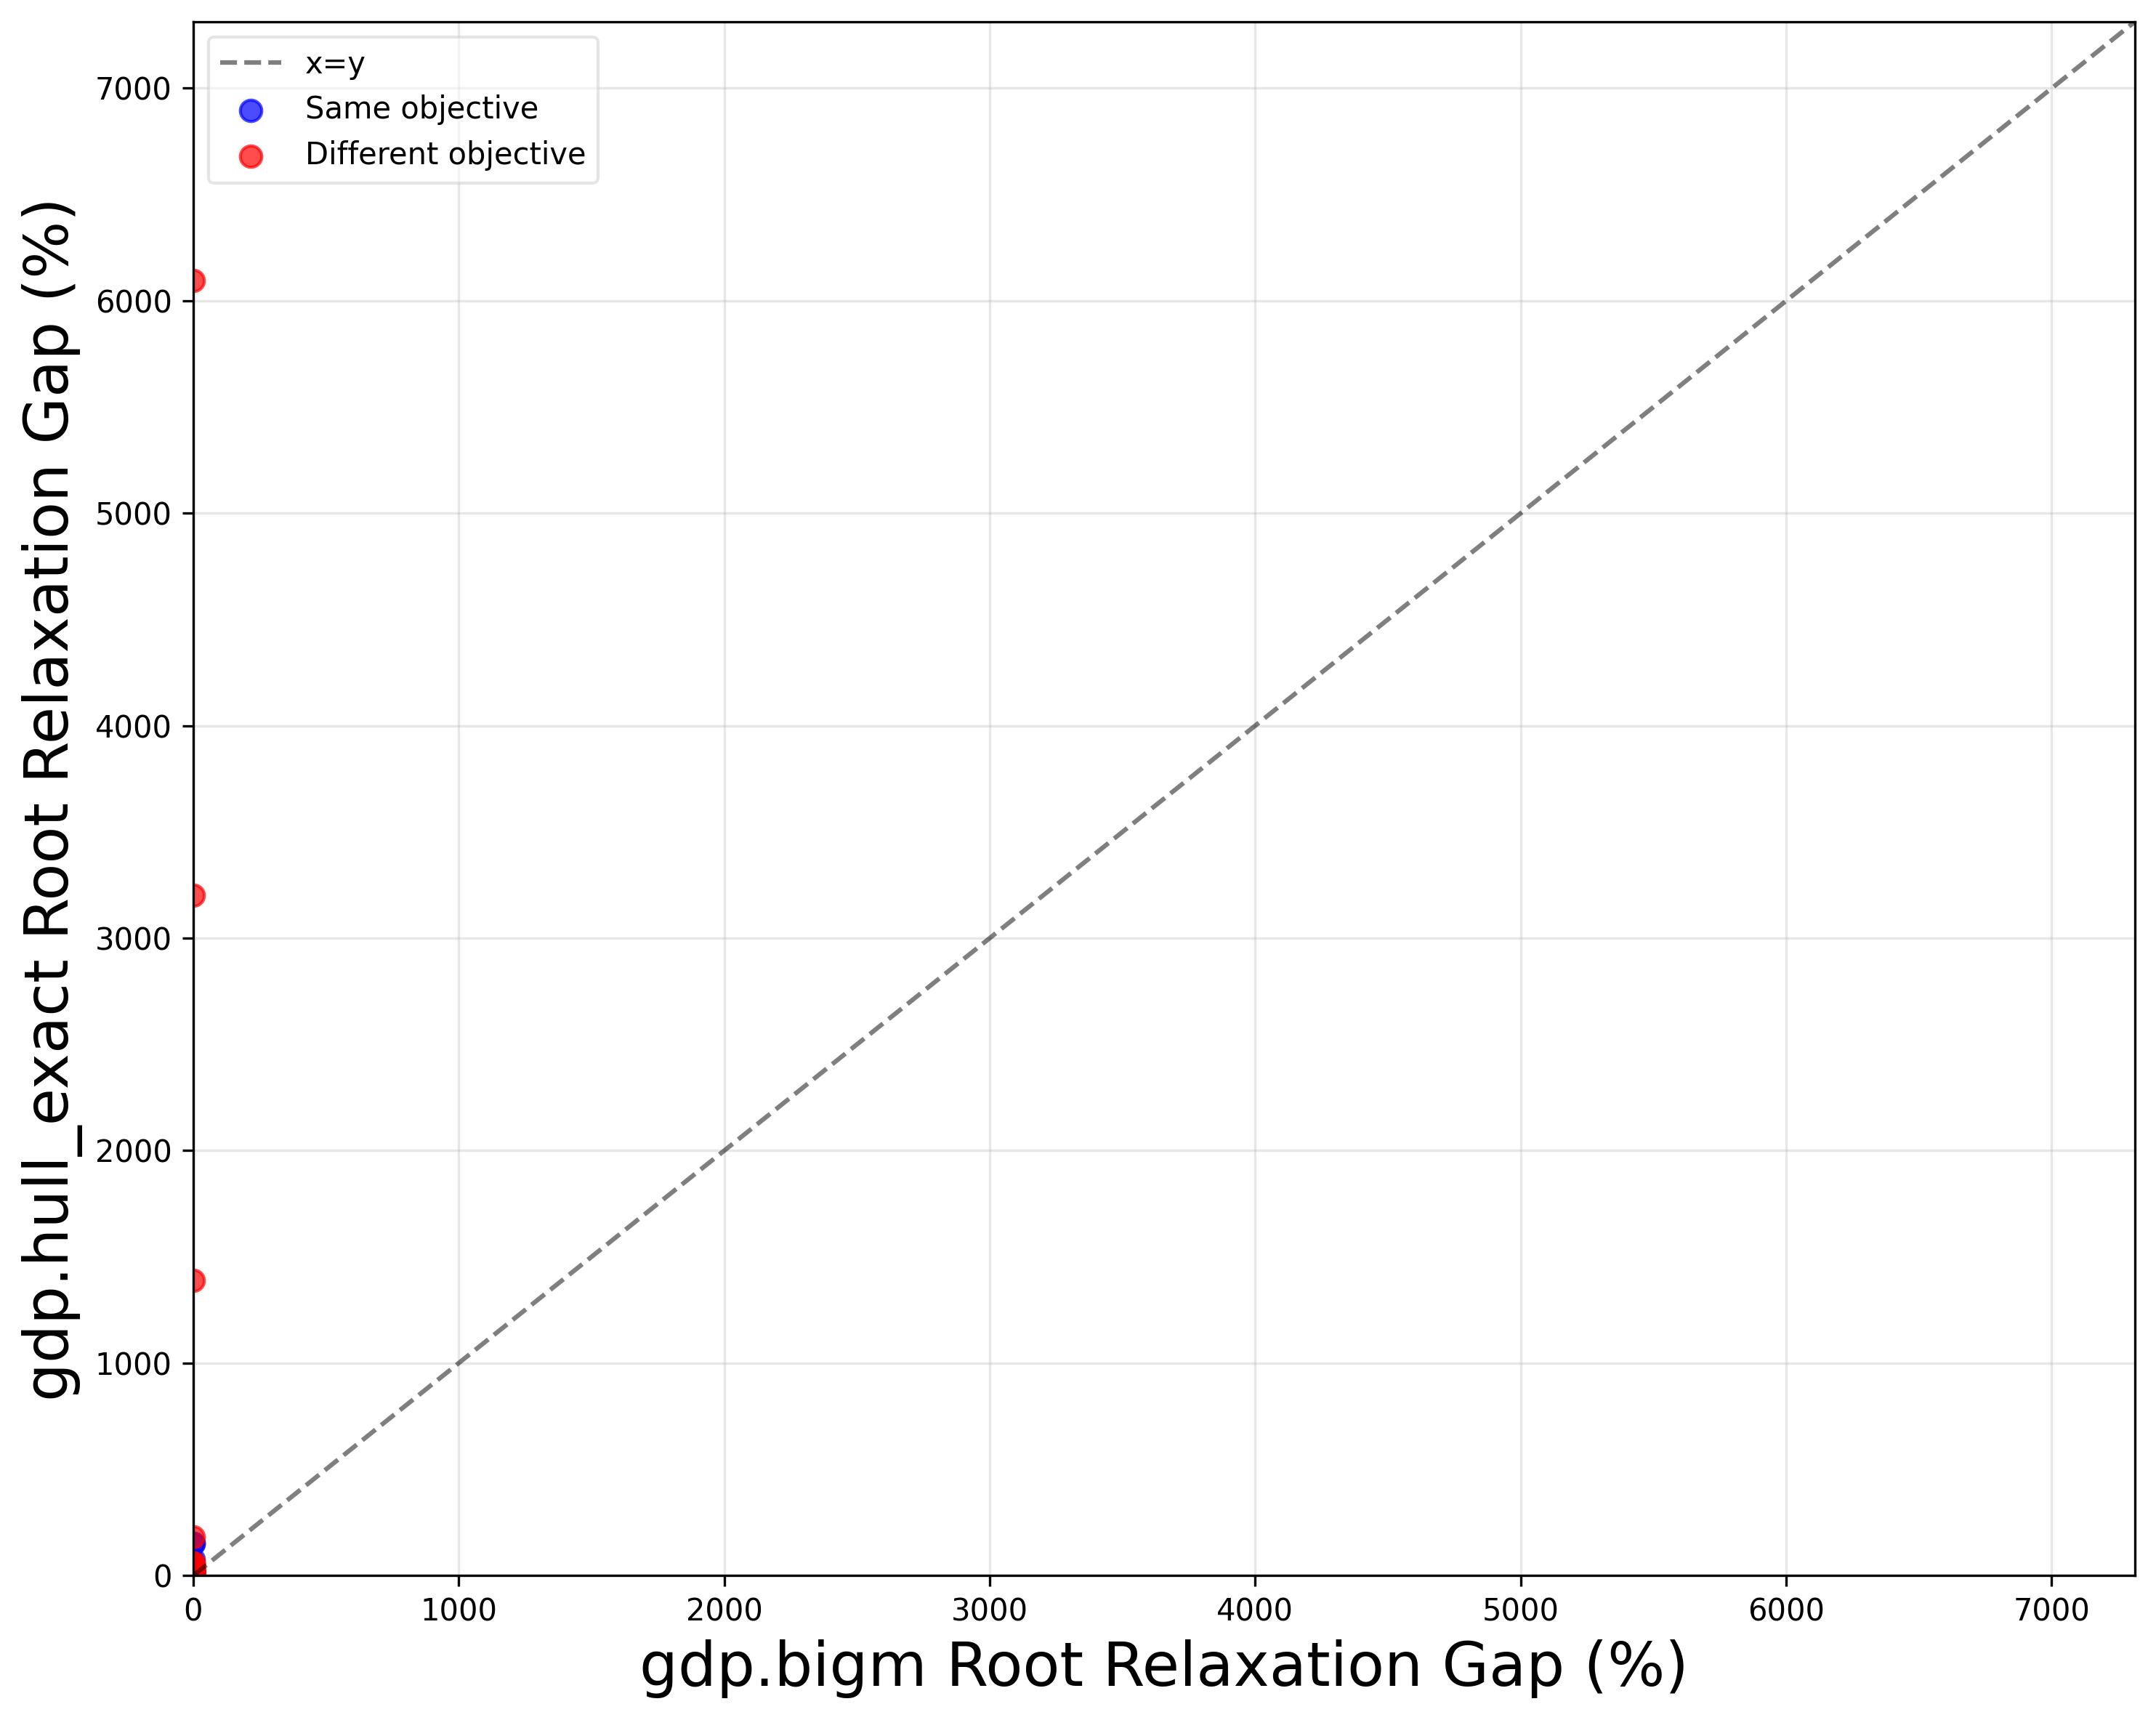 x=y
Same objective
Different objective
gdp.hull_exact Root Relaxation Gap (%)
7000
6000
5000
4000
3000
2000
1000
0
0 1000 2000 3000 4000 5000 6000 7000
gdp.bigm Root Relaxation Gap (%)